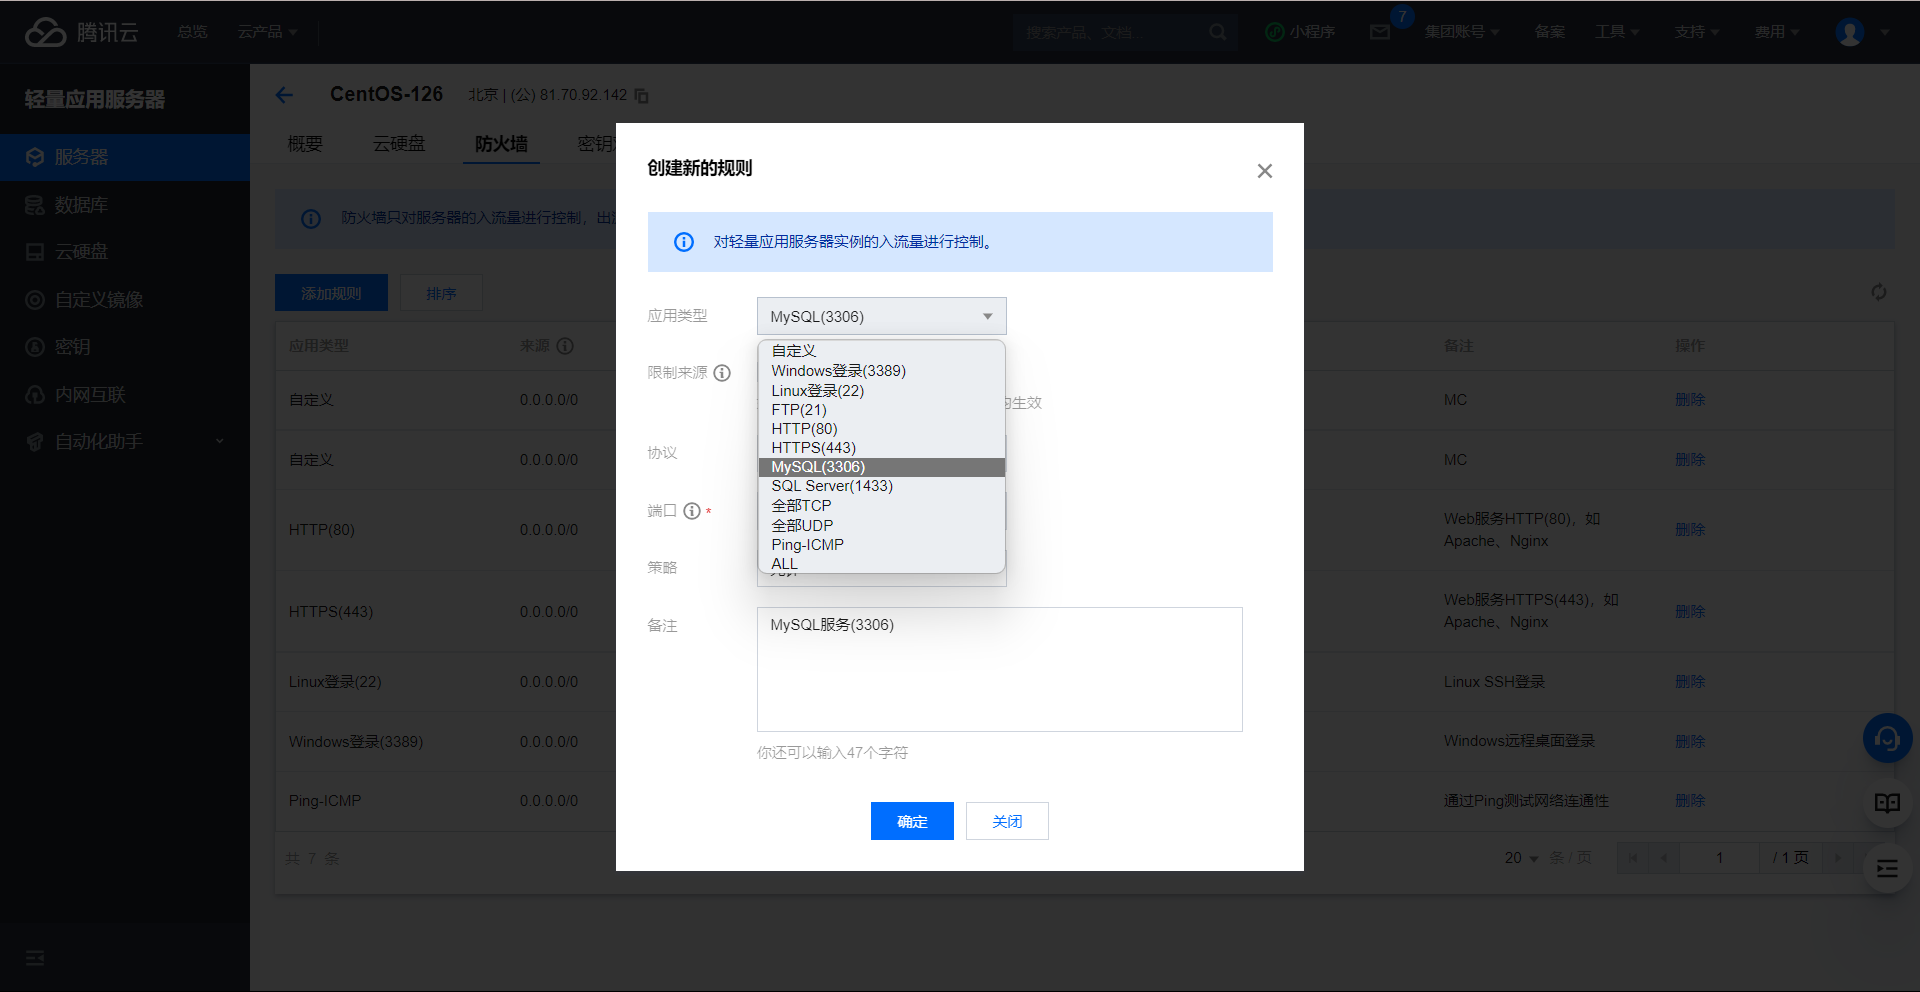 腾讯云
总览
云产品
搜索产品、文档...
小程序
7
集团账号
备案
工具
支持
费用
轻量应用服务器
服务器
数据库
云硬盘
自定义镜像
密钥
内网互联
自动化助手
CentOS-126
北京 | (公) 81.70.92.142
概要
云硬盘
防火墙
密钥
防火墙只对服务器的入流量进行控制，出
添加规则
排序
应用类型
来源
备注
操作
自定义
0.0.0.0/0
MC
删除
自定义
0.0.0.0/0
MC
删除
HTTP(80)
0.0.0.0/0
Web服务HTTP(80)，如
Apache、Nginx
删除
HTTPS(443)
0.0.0.0/0
Web服务HTTPS(443)，如
Apache、Nginx
删除
Linux登录(22)
0.0.0.0/0
Linux SSH登录
删除
Windows登录(3389)
0.0.0.0/0
Windows远程桌面登录
删除
Ping-ICMP
0.0.0.0/0
通过Ping测试网络连通性
删除
共 7 条
20
条 / 页
1
/ 1 页
创建新的规则
对轻量应用服务器实例的入流量进行控制。
应用类型
MySQL(3306)
自定义
Windows登录(3389)
Linux登录(22)
FTP(21)
HTTP(80)
HTTPS(443)
MySQL(3306)
SQL Server(1433)
全部TCP
全部UDP
Ping-ICMP
ALL
限制来源
生效
协议
端口 *
策略
备注
MySQL服务(3306)
你还可以输入47个字符
确定
关闭